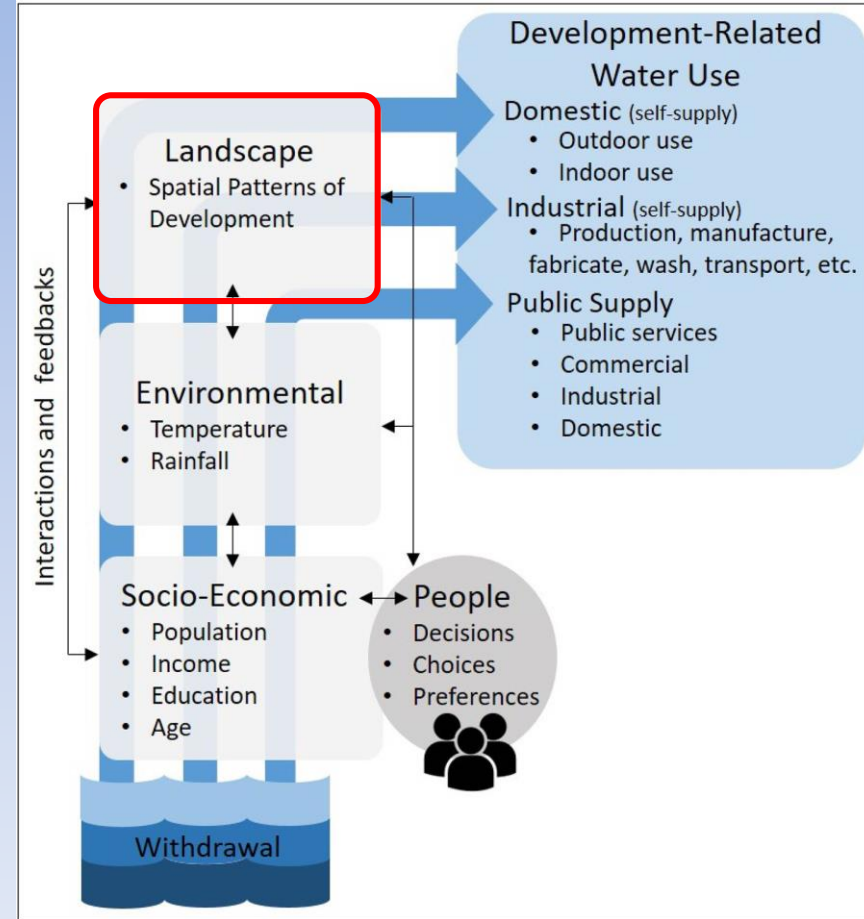 Development-Related
Water Use
Domestic (self-supply)
• Outdoor use
• Indoor use
Industrial (self-supply)
• Production, manufacture,
fabricate, wash, transport, etc.
Public Supply
• Public services
• Commercial
• Industrial
• Domestic
Landscape
• Spatial Patterns of
Development
Interactions and feedbacks
Environmental
• Temperature
• Rainfall
Socio-Economic
• Population
• Income
• Education
• Age
People
• Decisions
• Choices
• Preferences
Withdrawal